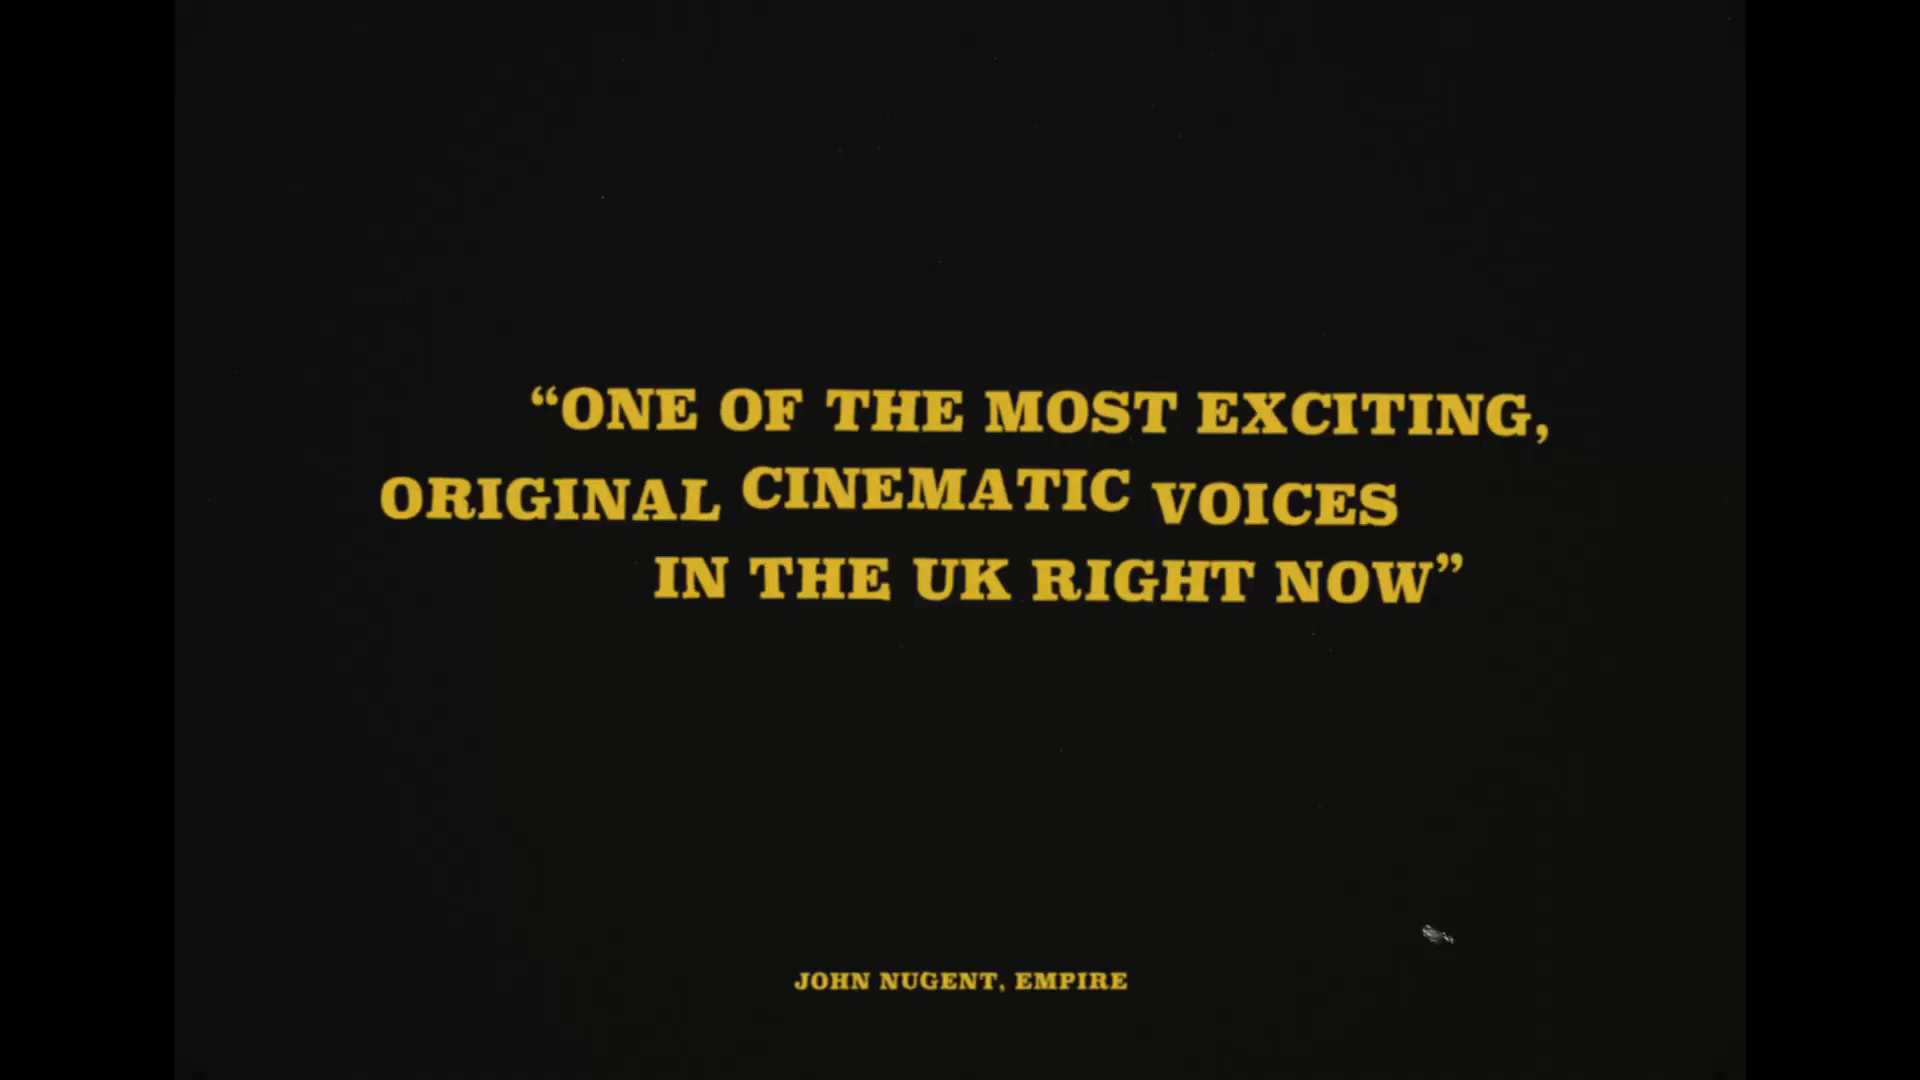 “ONE OF THE MOST EXCITING,
ORIGINAL CINEMATIC VOICES
IN THE UK RIGHT NOW”
JOHN NUGENT, EMPIRE